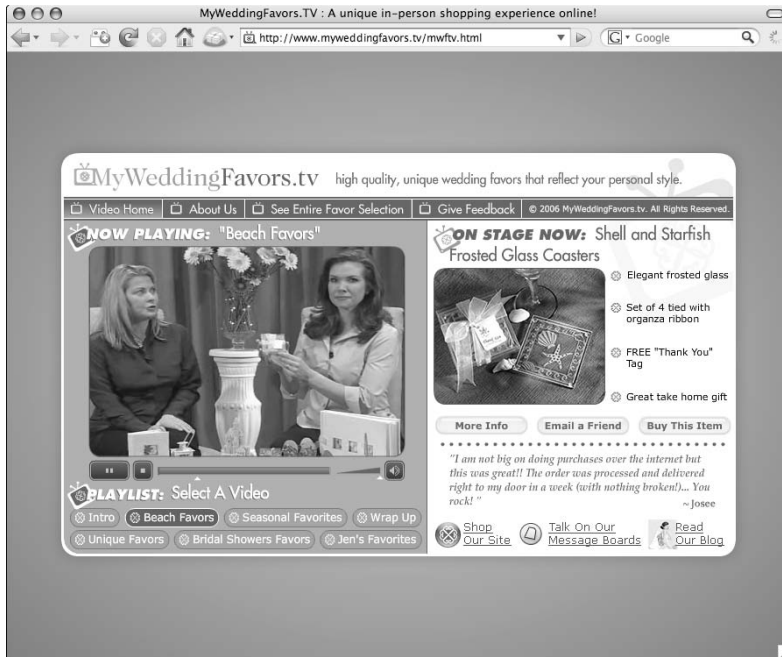 MyWeddingFavors.TV : A unique in-person shopping experience online!
http://www.myweddingfavors.tv/mwftv.html
G Google
MyWeddingFavors.tv high quality, unique wedding favors that reflect your personal style.
Video Home About Us See Entire Favor Selection Give Feedback © 2006 MyWeddingFavors.tv. All Rights Reserved.
NOW PLAYING: "Beach Favors"
PLAYLIST: Select A Video
Intro Beach Favors Seasonal Favorites Wrap Up
Unique Favors Bridal Showers Favors Jen's Favorites
ON STAGE NOW: Shell and Starfish
Frosted Glass Coasters
Elegant frosted glass
Set of 4 tied with
organza ribbon
FREE "Thank You"
Tag
Great take home gift
More Info Email a Friend Buy This Item
"I am not big on doing purchases over the internet but
this was great!! The order was processed and delivered
right to my door in a week (with nothing broken!)... You
rock! "
~ Josee
Shop
Our Site
Talk On Our
Message Boards
Read
Our Blog